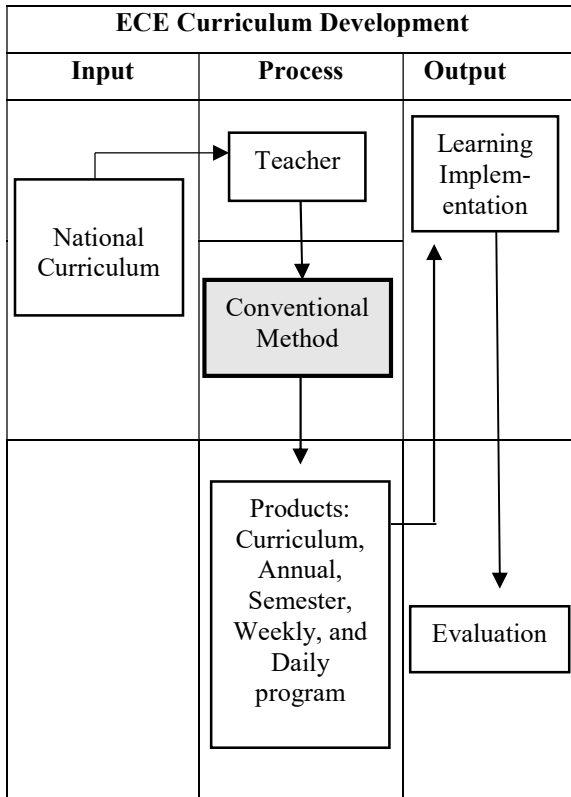 ECE Curriculum Development
Input
Process
Output
National
Curriculum
Teacher
Conventional
Method
Products:
Curriculum,
Annual,
Semester,
Weekly, and
Daily
program
Learning
Implem-
entation
Evaluation